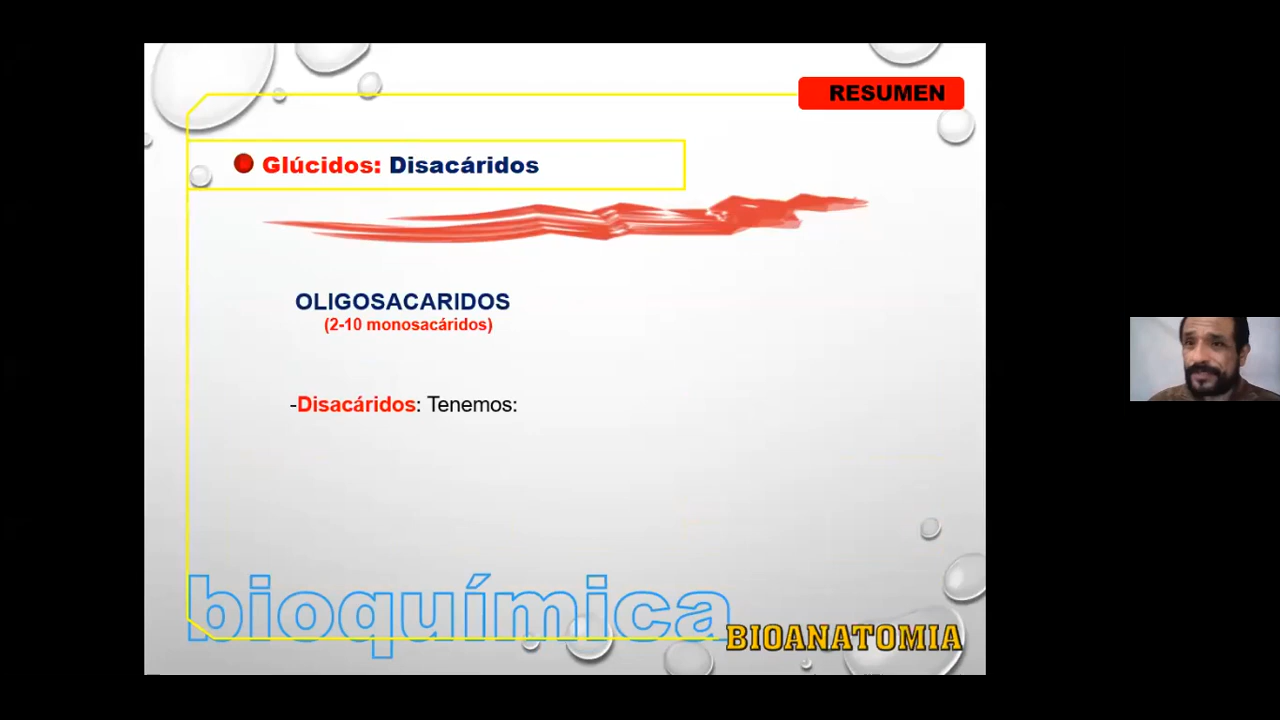 RESUMEN
Glúcidos: Disacáridos
OLIGOSACARIDOS
(2-10 monosacáridos)
-Disacáridos: Tenemos:
bioquímica
BIOANATOMIA